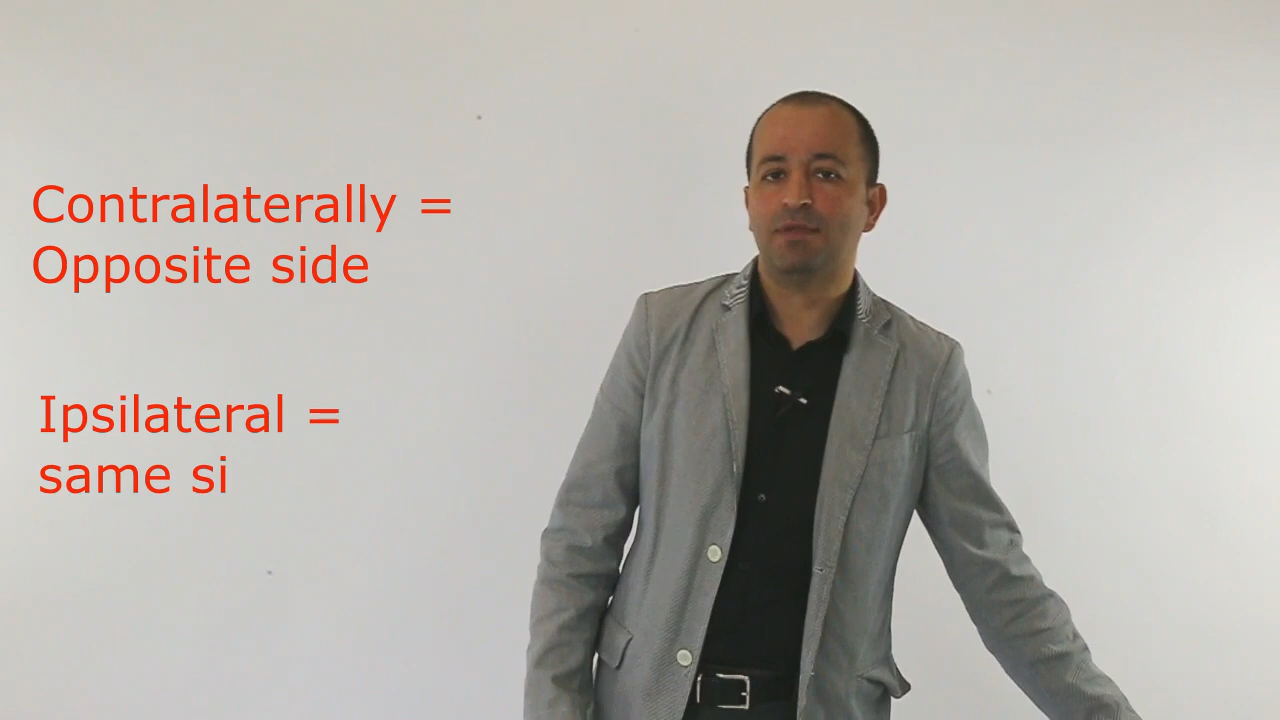 Contralaterally =
Opposite side
Ipsilateral =
same si